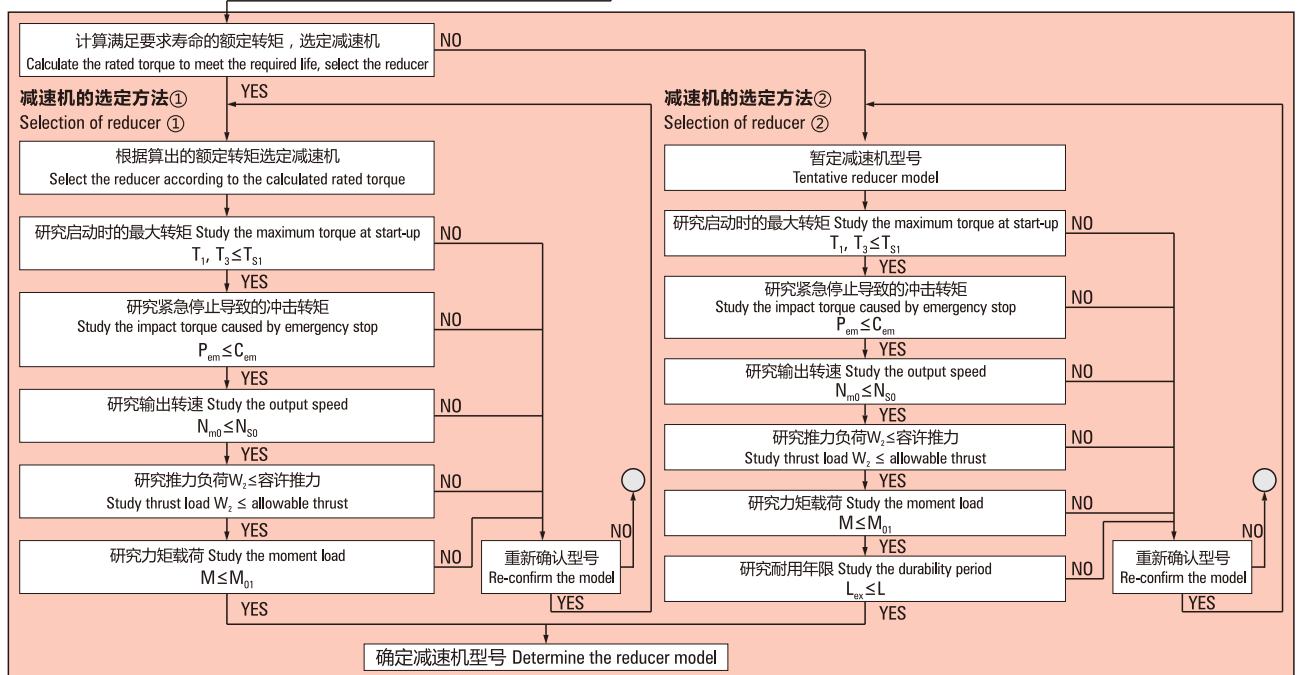 计算满足要求寿命的额定转矩，选定减速机
Calculate the rated torque to meet the required life, select the reducer
NO
YES
减速机的选定方法①
Selection of reducer ①
根据算出的额定转矩选定减速机
Select the reducer according to the calculated rated torque
研究启动时的最大转矩 Study the maximum torque at start-up
T₁, T₃≤T_S1
NO
YES
研究紧急停止导致的冲击转矩
Study the impact torque caused by emergency stop
P_em≤C_em
NO
YES
研究输出转速 Study the output speed
N_m0≤N_S0
NO
YES
研究推力负荷W₂≤容许推力
Study thrust load W₂ ≤ allowable thrust
NO
YES
研究力矩载荷 Study the moment load
M≤M₀₁
NO
YES
重新确认型号
Re-confirm the model
NO
YES
减速机的选定方法②
Selection of reducer ②
暂定减速机型号
Tentative reducer model
研究启动时的最大转矩 Study the maximum torque at start-up
T₁, T₃≤T_S1
NO
YES
研究紧急停止导致的冲击转矩
Study the impact torque caused by emergency stop
P_em≤C_em
NO
YES
研究输出转速 Study the output speed
N_m0≤N_S0
NO
YES
研究推力负荷W₂≤容许推力
Study thrust load W₂ ≤ allowable thrust
NO
YES
研究力矩载荷 Study the moment load
M≤M₀₁
NO
YES
研究耐用年限 Study the durability period
L_ex≤L
NO
YES
重新确认型号
Re-confirm the model
NO
YES
确定减速机型号 Determine the reducer model